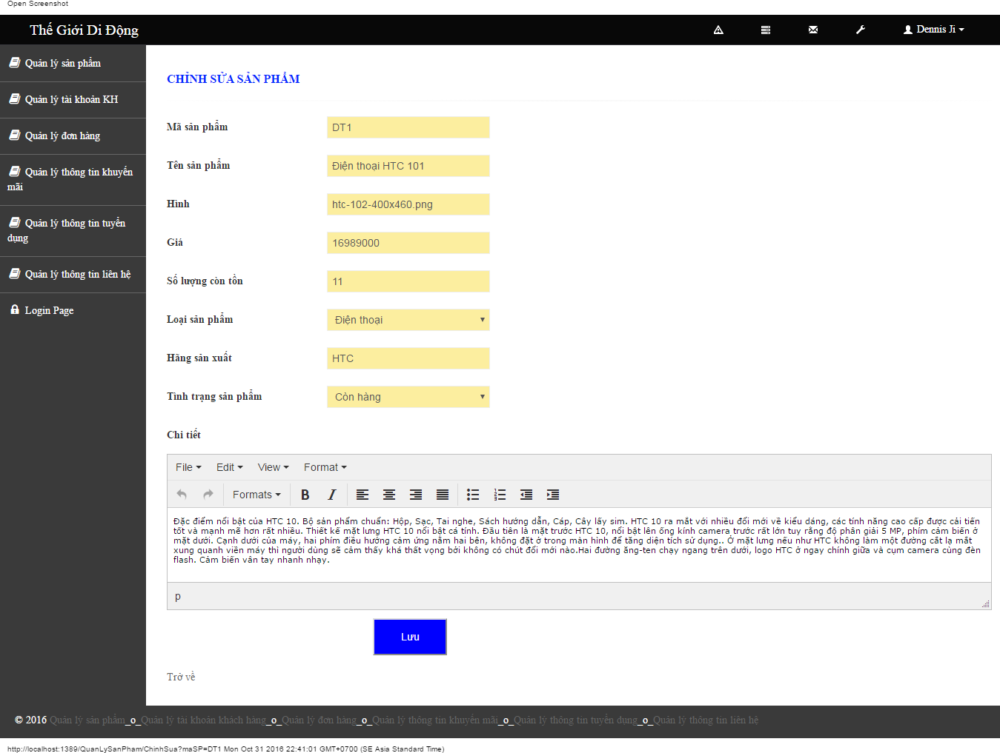 Open Screenshot
Thế Giới Di Động
Dennis Ji
Quản lý sản phẩm
Quản lý tài khoản KH
Quản lý đơn hàng
Quản lý thông tin khuyến
mãi
Quản lý thông tin tuyển
dụng
Quản lý thông tin liên hệ
Login Page
CHỈNH SỬA SẢN PHẨM
Mã sản phẩm DT1
Tên sản phẩm Điện thoại HTC 101
Hình htc-102-400x460.png
Giá 16989000
Số lượng còn tồn 11
Loại sản phẩm Điện thoại
Hãng sản xuất HTC
Tình trạng sản phẩm Còn hàng
Chi tiết
File Edit View Format
Formats B I
Đặc điểm nổi bật của HTC 10. Bộ sản phẩm chuẩn: Hộp, Sạc, Tai nghe, Sách hướng dẫn, Cáp, Cây lấy sim. HTC 10 ra mắt với nhiều đổi mới về kiểu dáng, các tính năng cao cấp được cải tiến
tốt và mạnh mẽ hơn rất nhiều. Thiết kế mặt lưng HTC 10 nổi bật cá tính. Đầu tiên là mặt trước HTC 10, nổi bật lên ống kính camera trước rất lớn tuy rằng độ phân giải 5 MP, phím cảm biến ở
mặt dưới. Cạnh dưới của máy, hai phím điều hướng cảm ứng nằm hai bên, không đặt ở trong màn hình để tăng diện tích sử dụng.. Ở mặt lưng nếu như HTC không làm một đường cắt lạ mắt
xung quanh viền máy thì người dùng sẽ cảm thấy khá thất vọng bởi không có chút đổi mới nào.Hai đường ăng-ten chạy ngang trên dưới, logo HTC ở ngay chính giữa và cụm camera cùng đèn
flash. Cảm biến vân tay nhanh nhạy.
p
Lưu
Trở về
© 2016 Quản lý sản phẩm_o_Quản lý tài khoản khách hàng_o_Quản lý đơn hàng_o_Quản lý thông tin khuyến mãi_o_Quản lý thông tin tuyển dụng_o_Quản lý thông tin liên hệ
http://localhost:1389/QuanLySanPham/ChinhSua?maSP=DT1 Mon Oct 31 2016 22:41:01 GMT+0700 (SE Asia Standard Time)